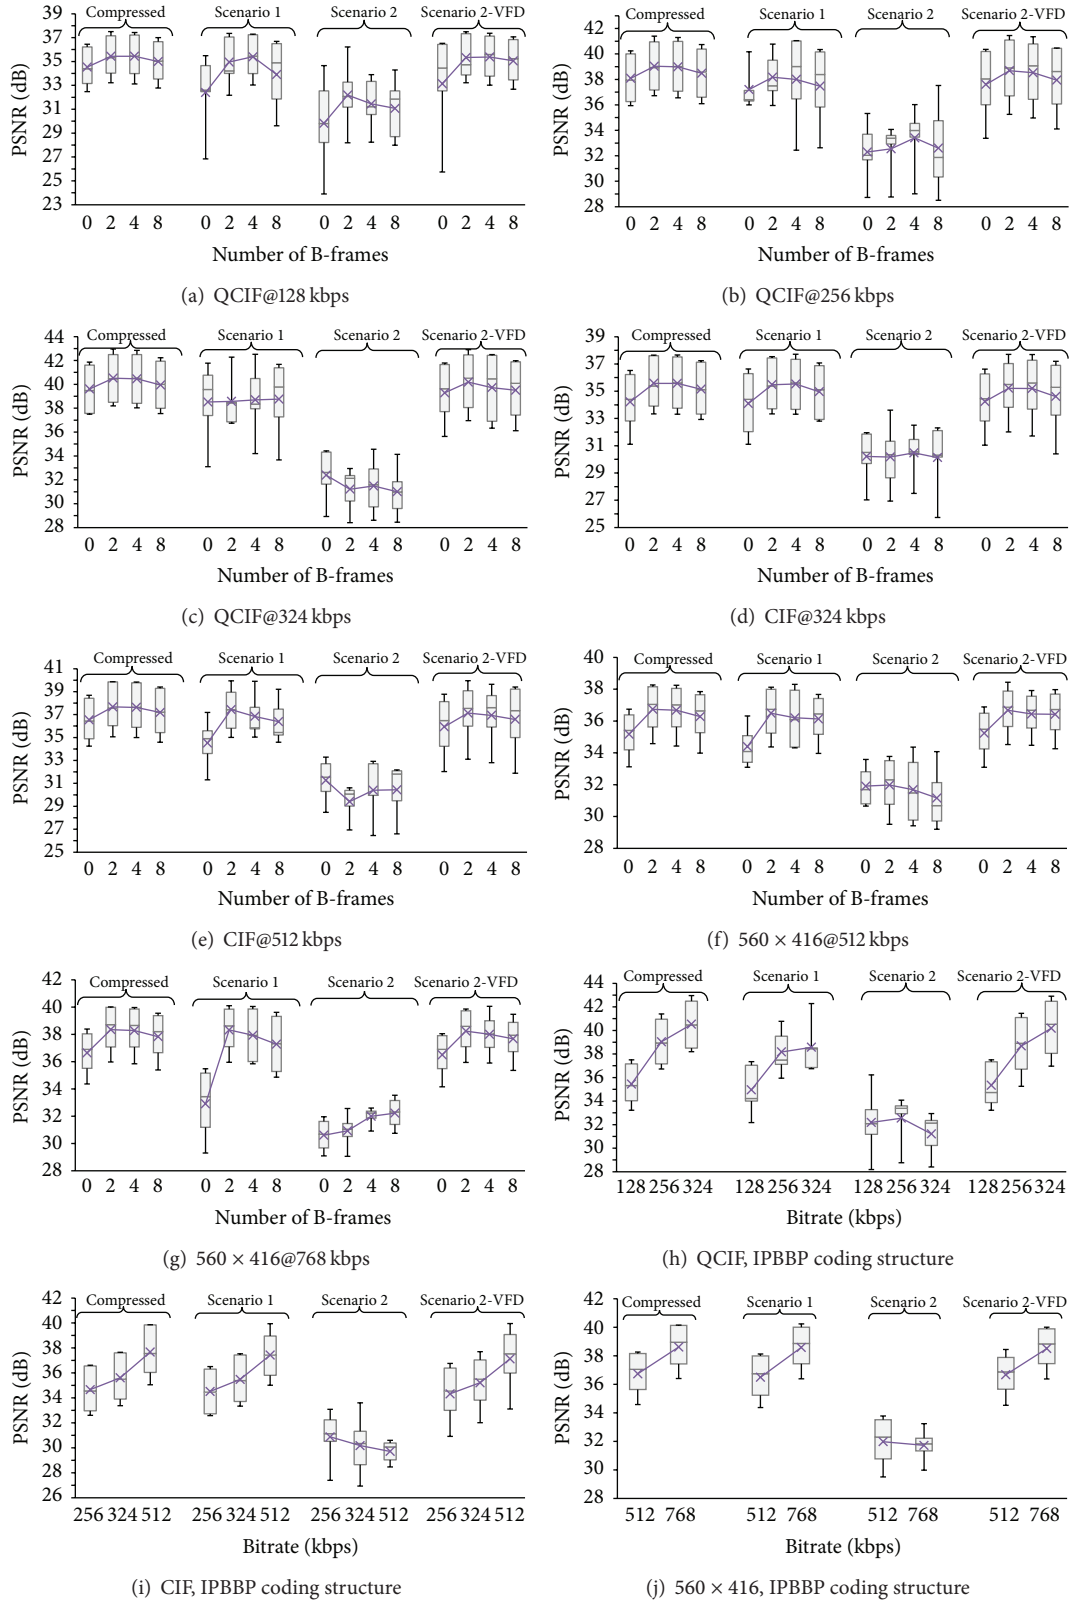 Compressed Scenario 1 Scenario 2 Scenario 2-VFD
39
37
35
33
31
29
27
25
23
PSNR (dB)
0 2 4 8 0 2 4 8 0 2 4 8 0 2 4 8
Number of B-frames
(a) QCIF@128 kbps
Compressed Scenario 1 Scenario 2 Scenario 2-VFD
42
40
38
36
34
32
30
28
PSNR (dB)
0 2 4 8 0 2 4 8 0 2 4 8 0 2 4 8
Number of B-frames
(b) QCIF@256 kbps
Compressed Scenario 1 Scenario 2 Scenario 2-VFD
44
42
40
38
36
34
32
30
28
PSNR (dB)
0 2 4 8 0 2 4 8 0 2 4 8 0 2 4 8
Number of B-frames
(c) QCIF@324 kbps
Compressed Scenario 1 Scenario 2 Scenario 2-VFD
39
37
35
33
31
29
27
25
PSNR (dB)
0 2 4 8 0 2 4 8 0 2 4 8 0 2 4 8
Number of B-frames
(d) CIF@324 kbps
Compressed Scenario 1 Scenario 2 Scenario 2-VFD
41
39
37
35
33
31
29
27
25
PSNR (dB)
0 2 4 8 0 2 4 8 0 2 4 8 0 2 4 8
Number of B-frames
(e) CIF@512 kbps
Compressed Scenario 1 Scenario 2 Scenario 2-VFD
40
38
36
34
32
30
28
PSNR (dB)
0 2 4 8 0 2 4 8 0 2 4 8 0 2 4 8
Number of B-frames
(f) 560 × 416@512 kbps
Compressed Scenario 1 Scenario 2 Scenario 2-VFD
42
40
38
36
34
32
30
28
PSNR (dB)
0 2 4 8 0 2 4 8 0 2 4 8 0 2 4 8
Number of B-frames
(g) 560 × 416@768 kbps
Compressed Scenario 1 Scenario 2 Scenario 2-VFD
44
42
40
38
36
34
32
30
28
PSNR (dB)
128 256 324 128 256 324 128 256 324 128 256 324
Bitrate (kbps)
(h) QCIF, IPBBP coding structure
Compressed Scenario 1 Scenario 2 Scenario 2-VFD
42
40
38
36
34
32
30
28
26
PSNR (dB)
256 324 512 256 324 512 256 324 512 256 324 512
Bitrate (kbps)
(i) CIF, IPBBP coding structure
Compressed Scenario 1 Scenario 2 Scenario 2-VFD
42
40
38
36
34
32
30
28
PSNR (dB)
512 768 512 768 512 768 512 768
Bitrate (kbps)
(j) 560 × 416, IPBBP coding structure